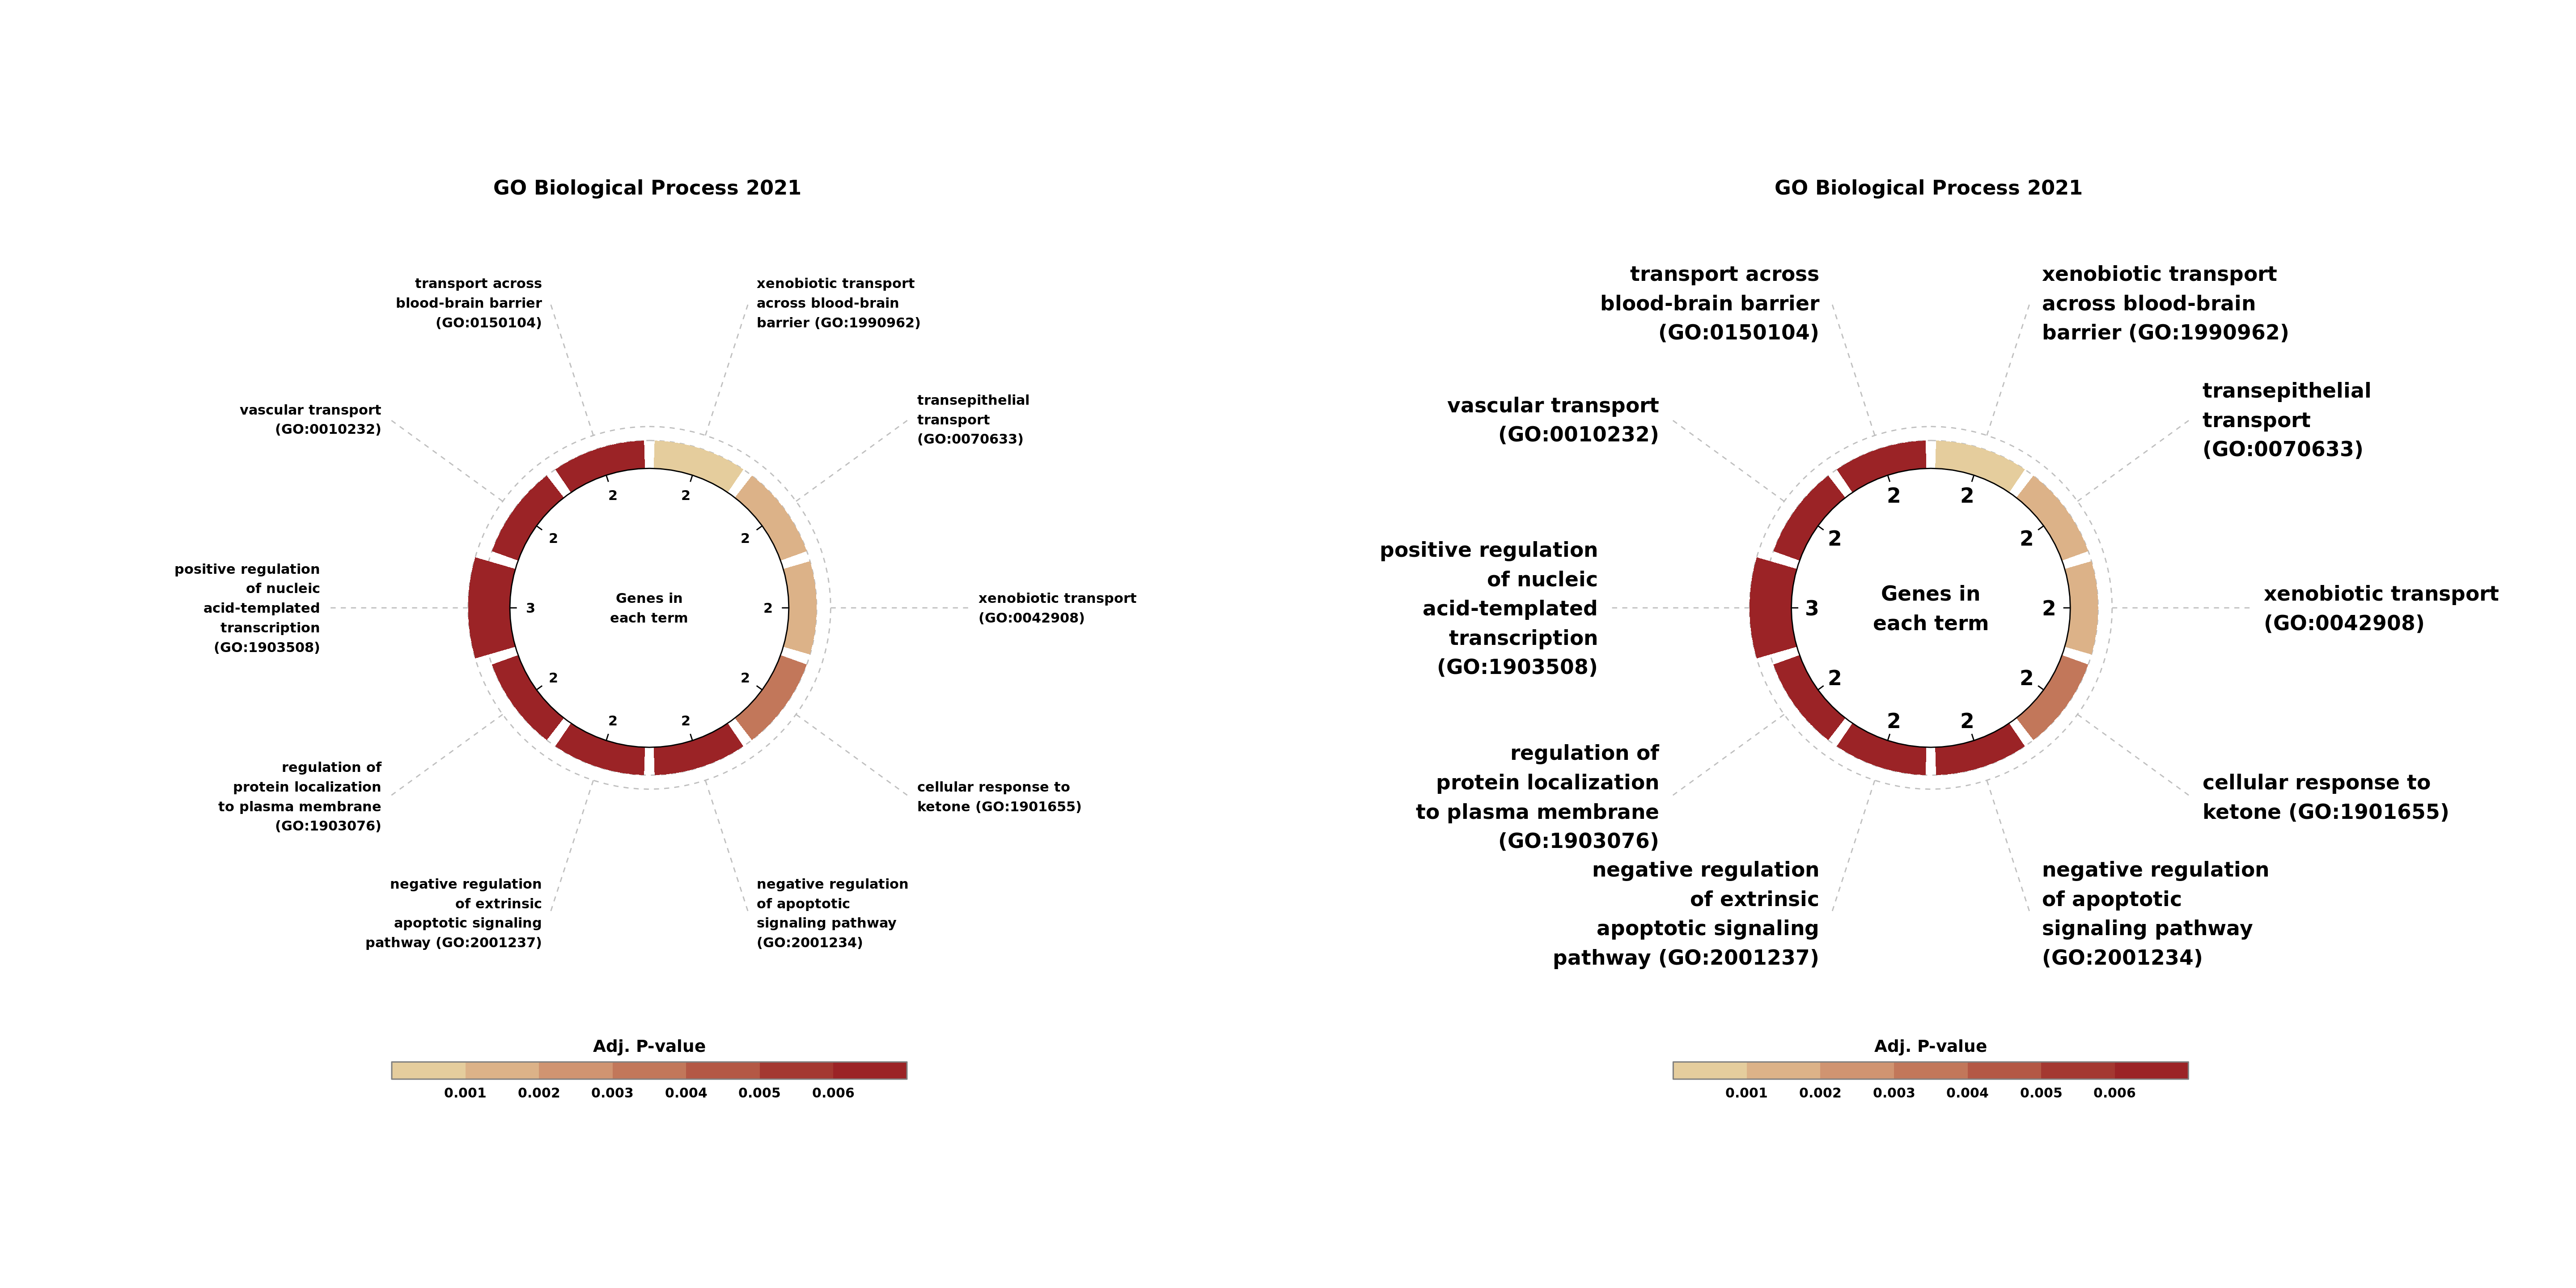 GO Biological Process 2021
transport across
blood-brain barrier
(GO:0150104)
xenobiotic transport
across blood-brain
barrier (GO:1990962)
vascular transport
(GO:0010232)
transepithelial
transport
(GO:0070633)
positive regulation
of nucleic
acid-templated
transcription
(GO:1903508)
xenobiotic transport
(GO:0042908)
regulation of
protein localization
to plasma membrane
(GO:1903076)
cellular response to
ketone (GO:1901655)
negative regulation
of extrinsic
apoptotic signaling
pathway (GO:2001237)
negative regulation
of apoptotic
signaling pathway
(GO:2001234)
2 2
2 2
3 2
2 2
2 2
Genes in
each term
Adj. P-value
0.001 0.002 0.003 0.004 0.005 0.006
GO Biological Process 2021
transport across
blood-brain barrier
(GO:0150104)
xenobiotic transport
across blood-brain
barrier (GO:1990962)
vascular transport
(GO:0010232)
transepithelial
transport
(GO:0070633)
positive regulation
of nucleic
acid-templated
transcription
(GO:1903508)
xenobiotic transport
(GO:0042908)
regulation of
protein localization
to plasma membrane
(GO:1903076)
cellular response to
ketone (GO:1901655)
negative regulation
of extrinsic
apoptotic signaling
pathway (GO:2001237)
negative regulation
of apoptotic
signaling pathway
(GO:2001234)
2 2
2 2
3 2
2 2
2 2
Genes in
each term
Adj. P-value
0.001 0.002 0.003 0.004 0.005 0.006